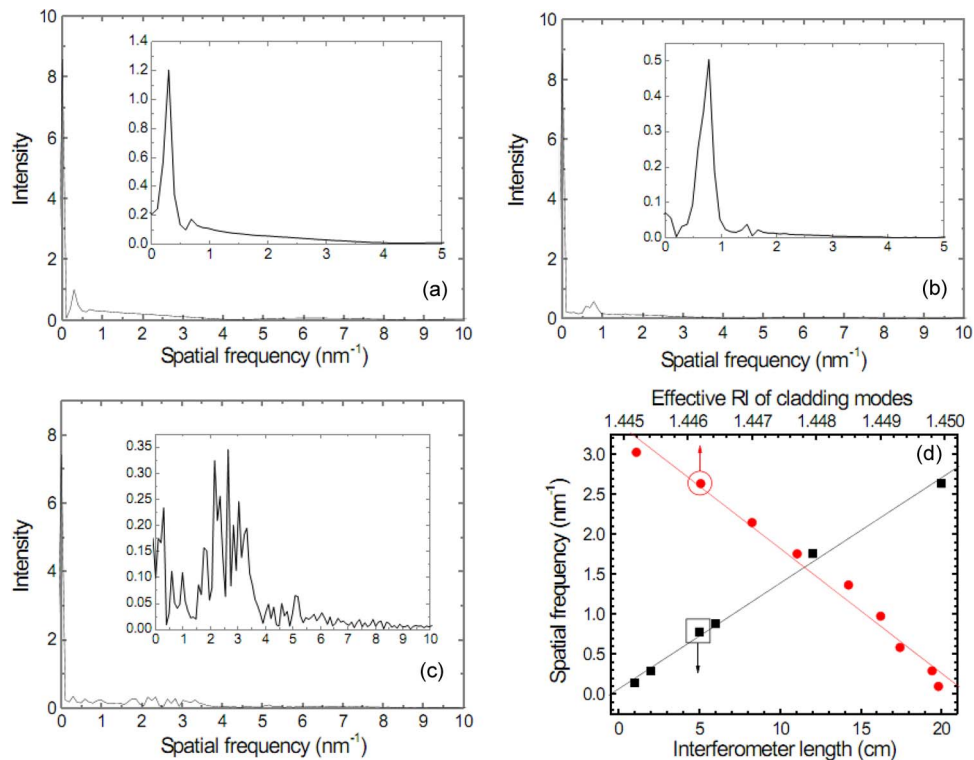 10
8
6
4
2
0
Intensity
1.4
1.2
1.0
0.8
0.6
0.4
0.2
0.0
0 1 2 3 4 5
(a)
0 1 2 3 4 5 6 7 8 9 10
Spatial frequency (nm-1)
10
8
6
4
2
0
Intensity
0.5
0.4
0.3
0.2
0.1
0.0
0 1 2 3 4 5
(b)
0 1 2 3 4 5 6 7 8 9 10
Spatial frequency (nm-1)
8
6
4
2
0
Intensity
0.35
0.30
0.25
0.20
0.15
0.10
0.05
0.00
0 1 2 3 4 5 6 7 8 9 10
(c)
0 1 2 3 4 5 6 7 8 9 10
Spatial frequency (nm-1)
Effective RI of cladding modes
1.445 1.446 1.447 1.448 1.449 1.450
(d)
3.0
2.5
2.0
1.5
1.0
0.5
0.0
Spatial frequency (nm-1)
0 5 10 15 20
Interferometer length (cm)